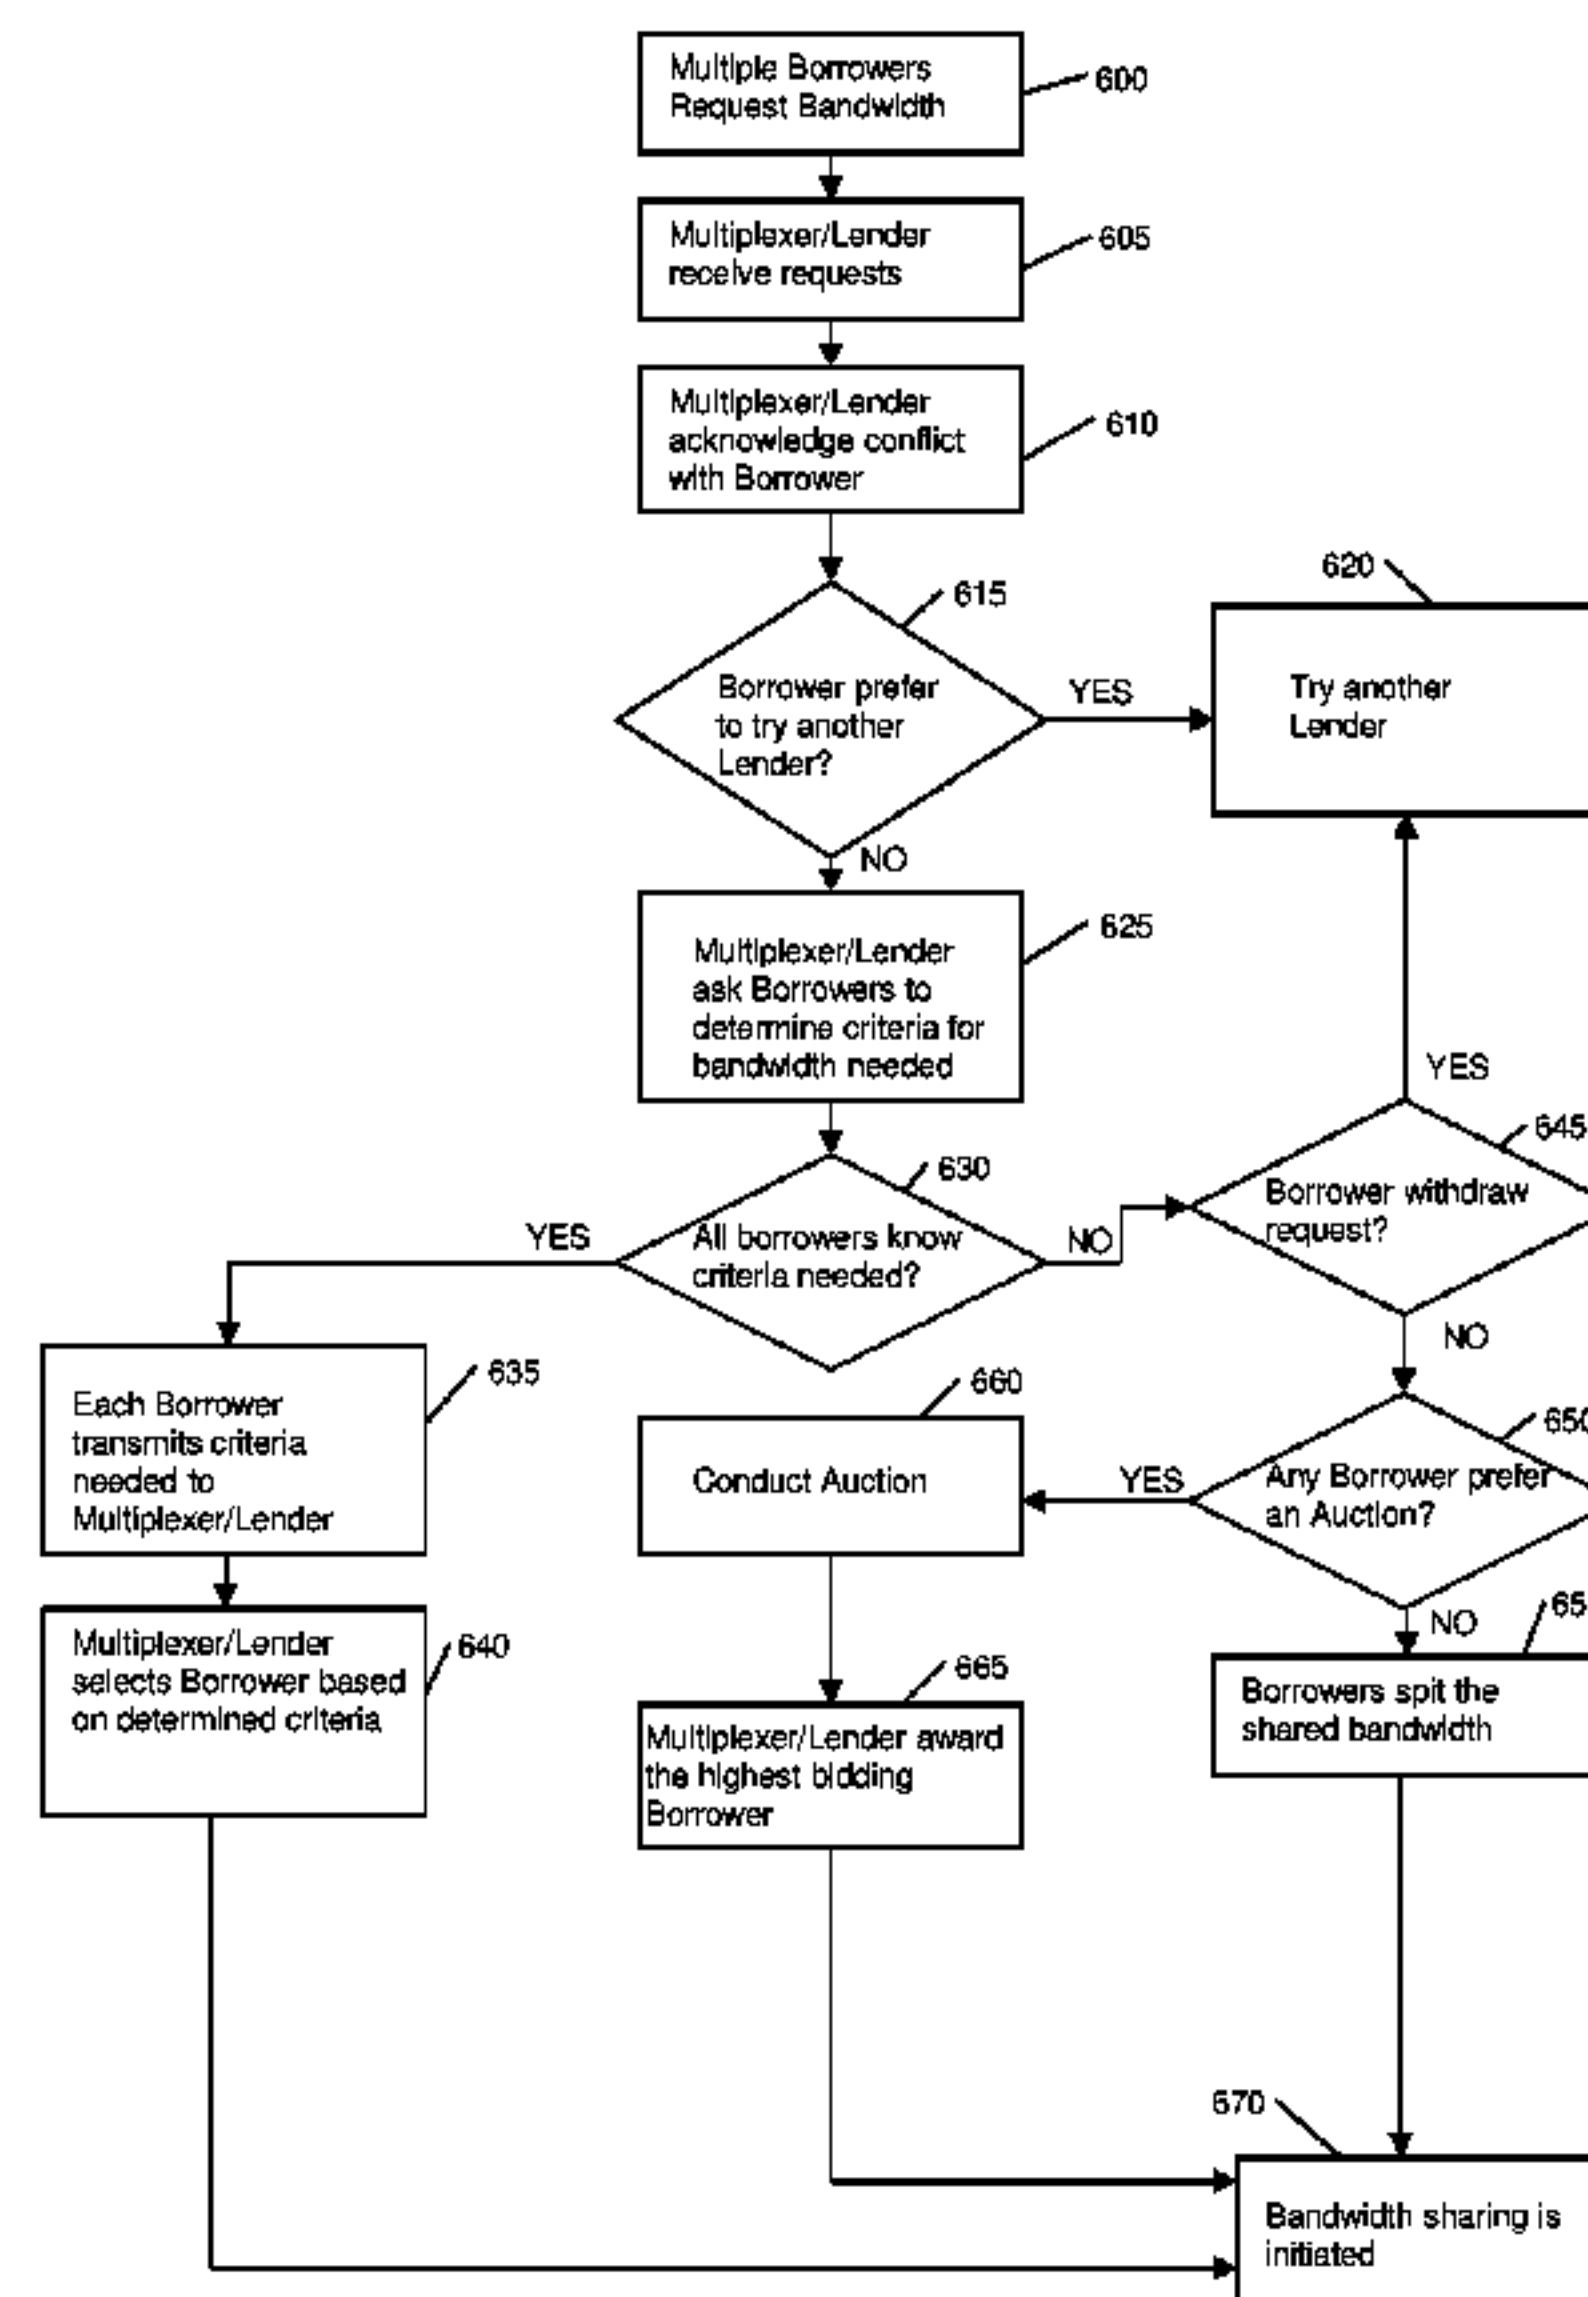 Multiple Borrowers
Request Bandwidth
600
Multiplexer/Lender
receive requests
605
Multiplexer/Lender
acknowledge conflict
with Borrower
610
615
Borrower prefer
to try another
Lender?
YES
620
Try another
Lender
NO
Multiplexer/Lender
ask Borrowers to
determine criteria for
bandwidth needed
625
YES
645
Borrower withdraw
request?
NO
630
All borrowers know
criteria needed?
YES
NO
635
Each Borrower
transmits criteria
needed to
Multiplexer/Lender
660
Conduct Auction
YES
650
Any Borrower prefer
an Auction?
NO
640
Multiplexer/Lender
selects Borrower based
on determined criteria
665
Multiplexer/Lender award
the highest bidding
Borrower
Borrowers spit the
shared bandwidth
670
Bandwidth sharing is
initiated